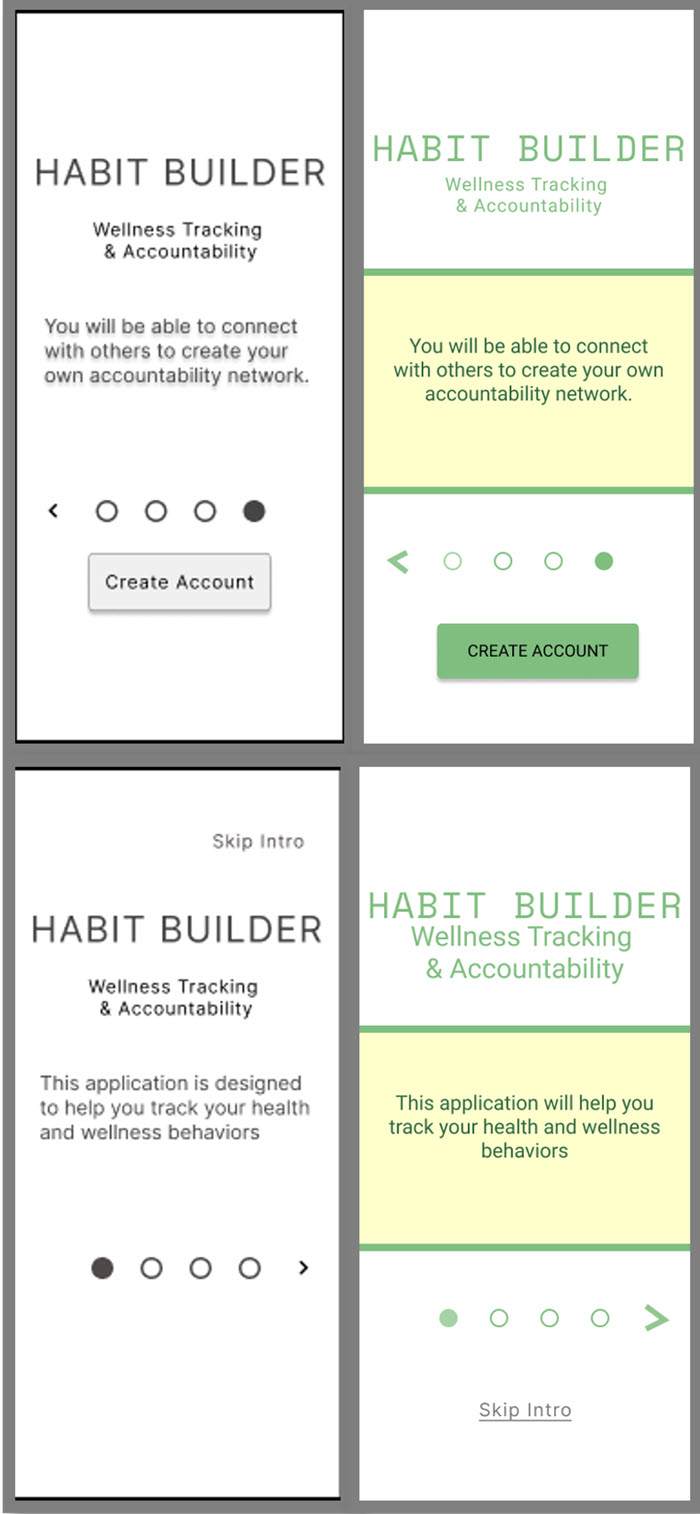 HABIT BUILDER
Wellness Tracking
& Accountability
You will be able to connect
with others to create your
own accountability network.
Create Account
HABIT BUILDER
Wellness Tracking
& Accountability
You will be able to connect
with others to create your own
accountability network.
CREATE ACCOUNT
Skip Intro
HABIT BUILDER
Wellness Tracking
& Accountability
This application is designed
to help you track your health
and wellness behaviors
HABIT BUILDER
Wellness Tracking
& Accountability
This application will help you
track your health and wellness
behaviors
Skip Intro